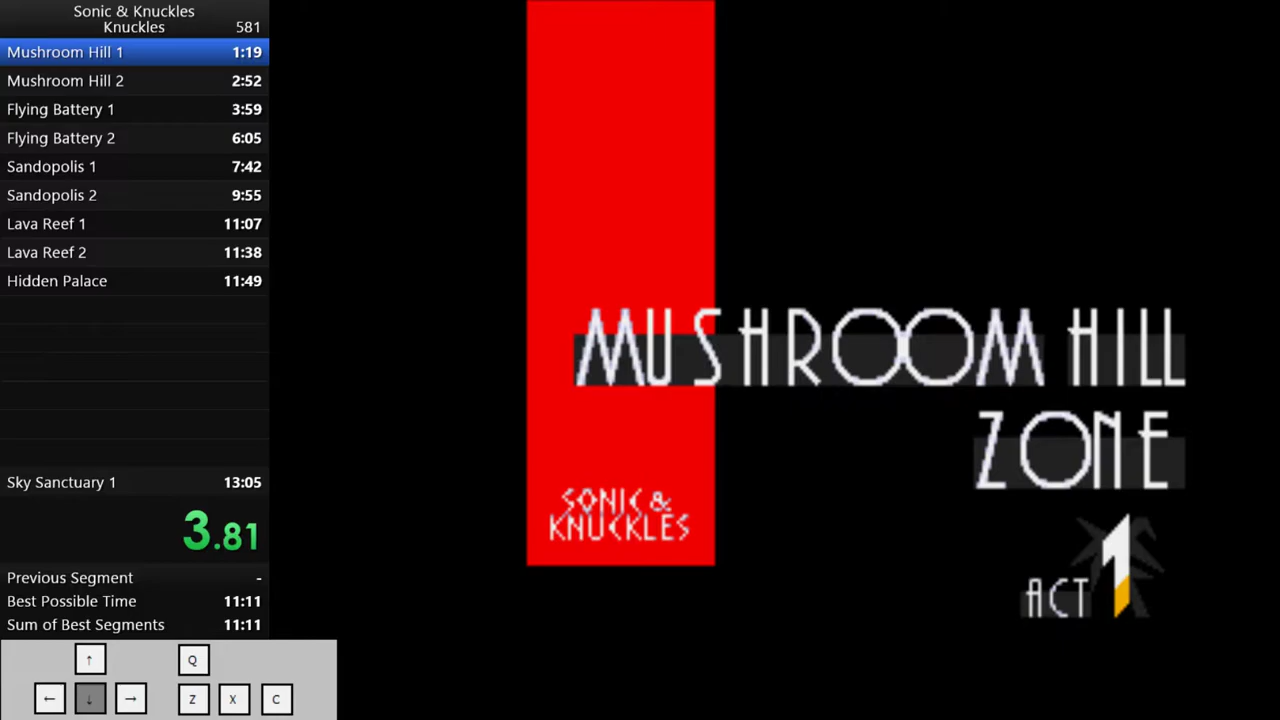 Sonic & Knuckles
Knuckles 581
Mushroom Hill 1 1:19
Mushroom Hill 2 2:52
Flying Battery 1 3:59
Flying Battery 2 6:05
Sandopolis 1 7:42
Sandopolis 2 9:55
Lava Reef 1 11:07
Lava Reef 2 11:38
Hidden Palace 11:49
Sky Sanctuary 1 13:05
3.81
Previous Segment -
Best Possible Time 11:11
Sum of Best Segments 11:11
↑ Q
← ↓ → Z X C
MUSHROOM HILL
ZONE
SONIC &
KNUCKLES
ACT 1